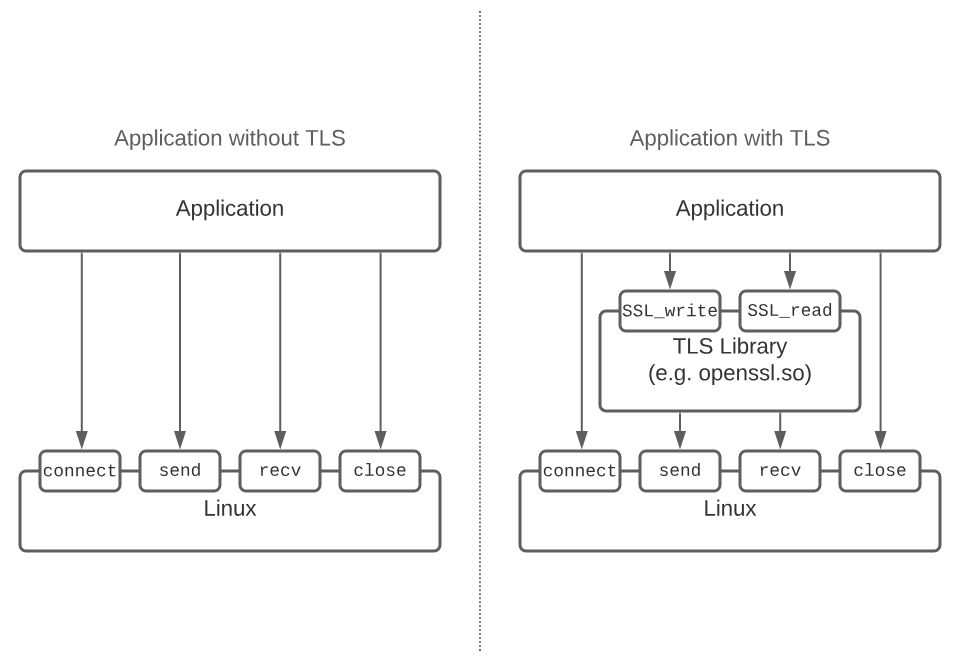 Application without TLS
Application
connect
send
recv
close
Linux
Application with TLS
Application
SSL_write
SSL_read
TLS Library
(e.g. openssl.so)
connect
send
recv
close
Linux